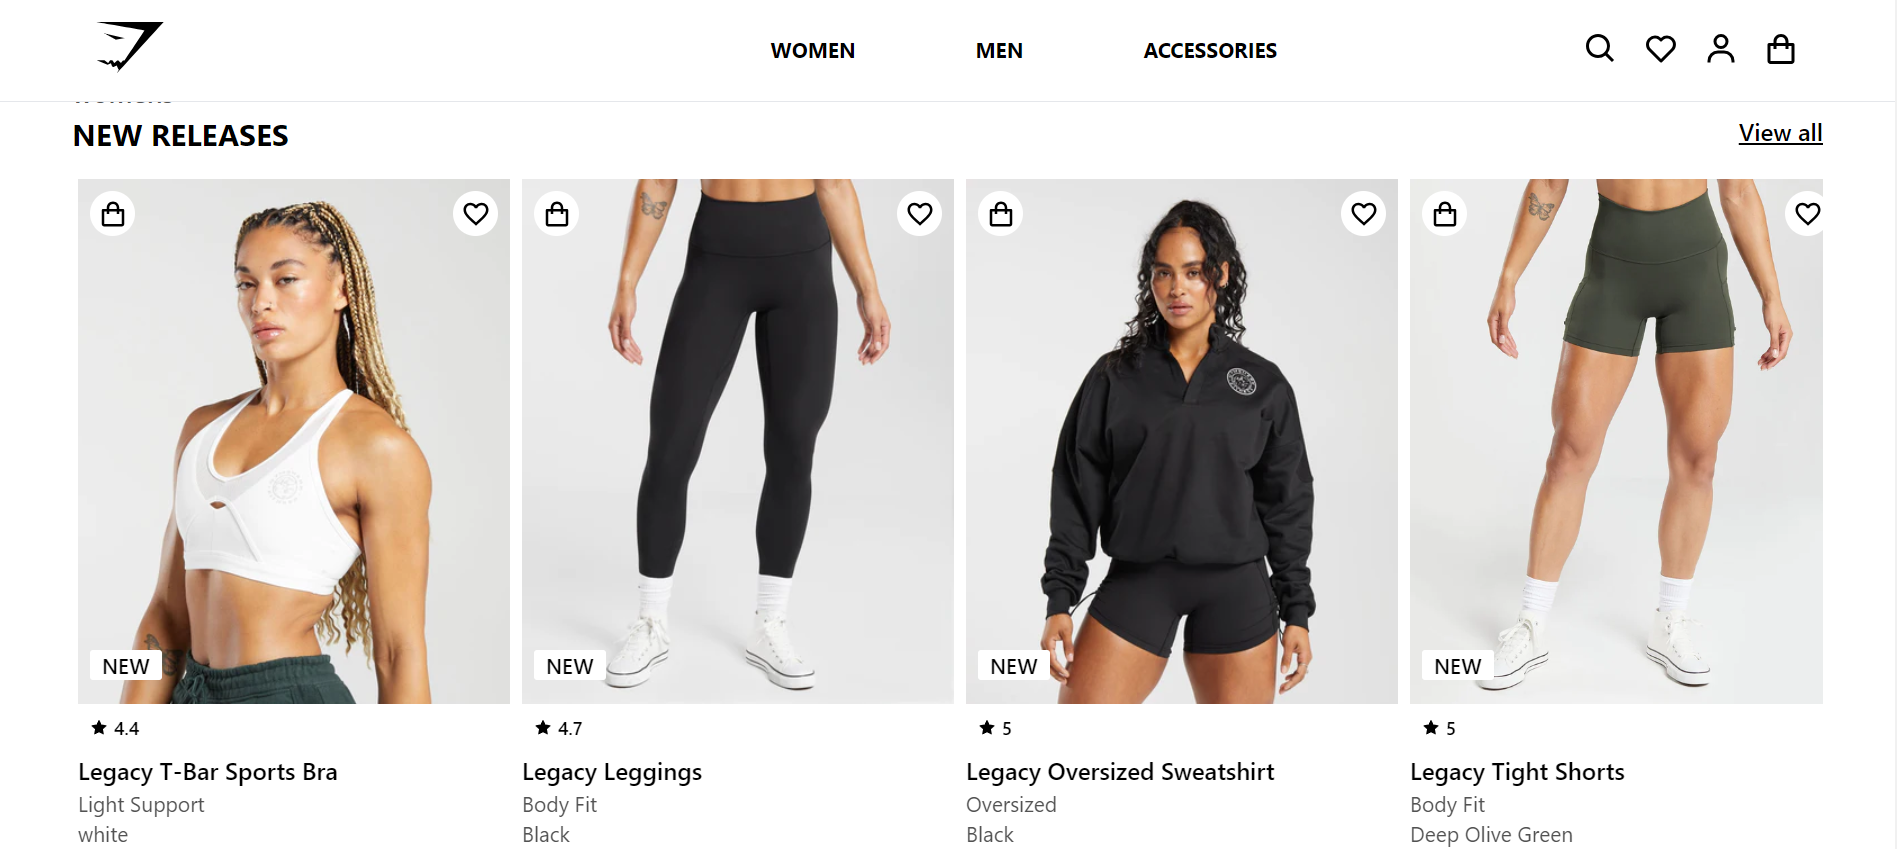 WOMEN MEN ACCESSORIES
NEW RELEASES View all
NEW NEW NEW NEW
4.4 4.7 5 5
Legacy T-Bar Sports Bra Legacy Leggings Legacy Oversized Sweatshirt Legacy Tight Shorts
Light Support Body Fit Oversized Body Fit
white Black Black Deep Olive Green